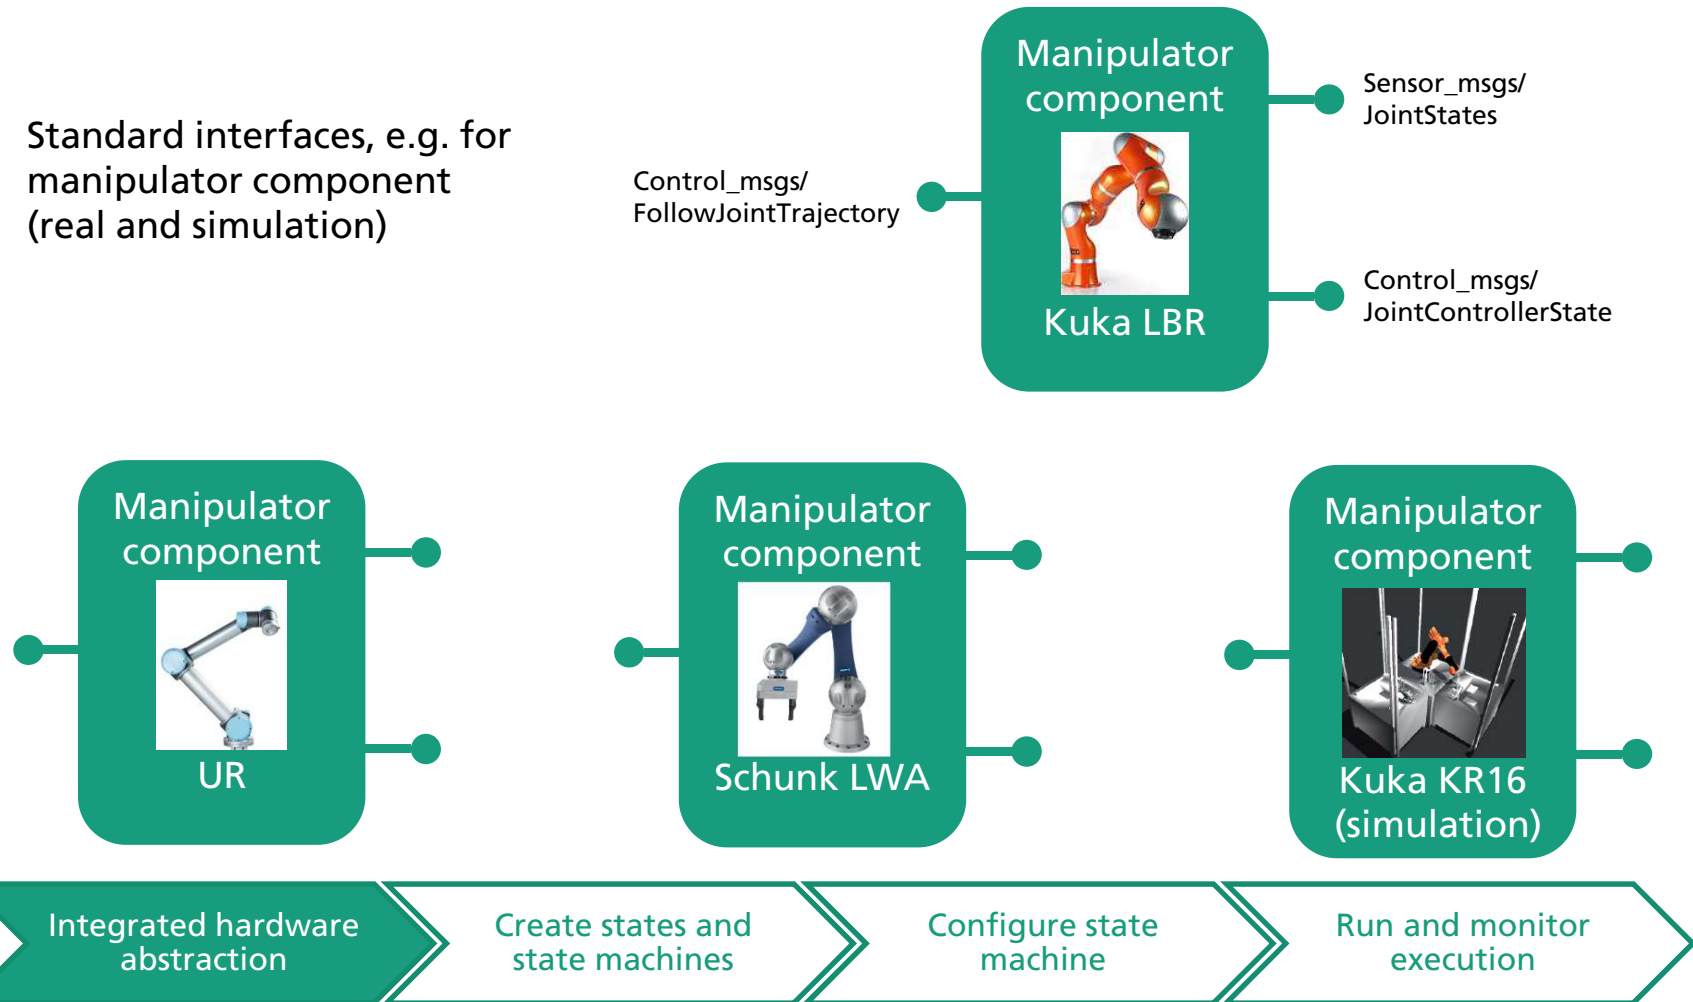 Standard interfaces, e.g. for
manipulator component
(real and simulation)
Control_msgs/
FollowJointTrajectory
Manipulator
component
Kuka LBR
Sensor_msgs/
JointStates
Control_msgs/
JointControllerState
Manipulator
component
UR
Manipulator
component
Schunk LWA
Manipulator
component
Kuka KR16
(simulation)
Integrated hardware
abstraction
Create states and
state machines
Configure state
machine
Run and monitor
execution